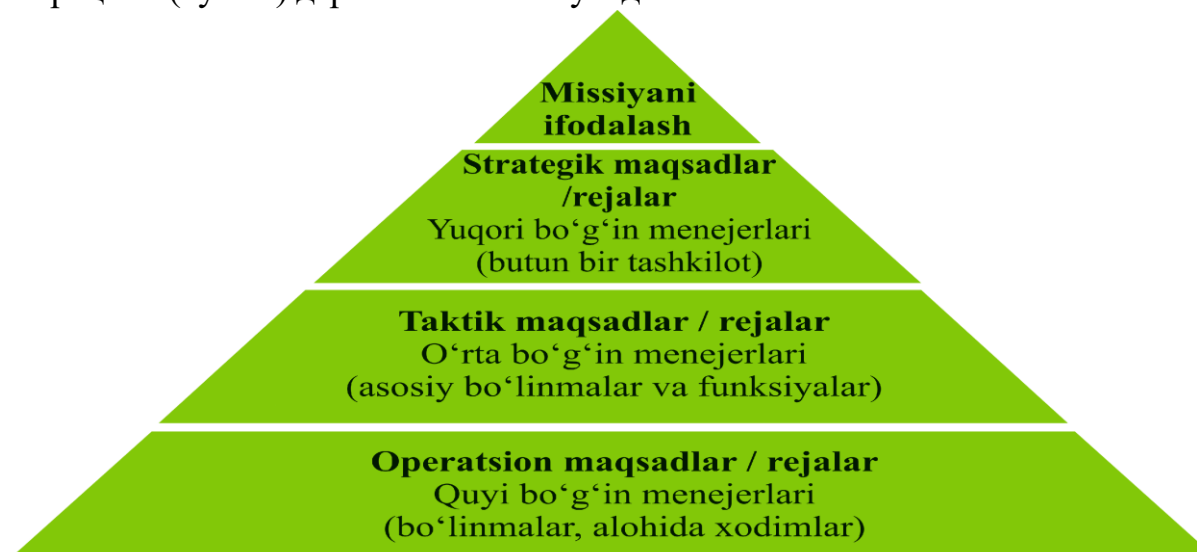 Missiyani
ifodalash
Strategik maqsadlar
/rejalar
Yuqori bo‘g‘in menejerlari
(butun bir tashkilot)
Taktik maqsadlar / rejalar
O‘rta bo‘g‘in menejerlari
(asosiy bo‘linmalar va funksiyalar)
Operatsion maqsadlar / rejalar
Quyi bo‘g‘in menejerlari
(bo‘linmalar, alohida xodimlar)